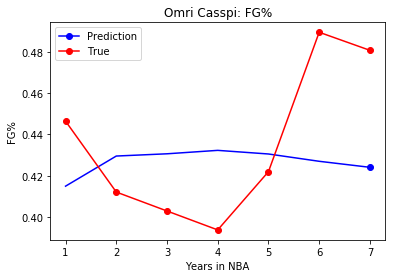 Omri Casspi: FG%
Prediction
True
FG%
0.48
0.46
0.44
0.42
0.40
1 2 3 4 5 6 7
Years in NBA